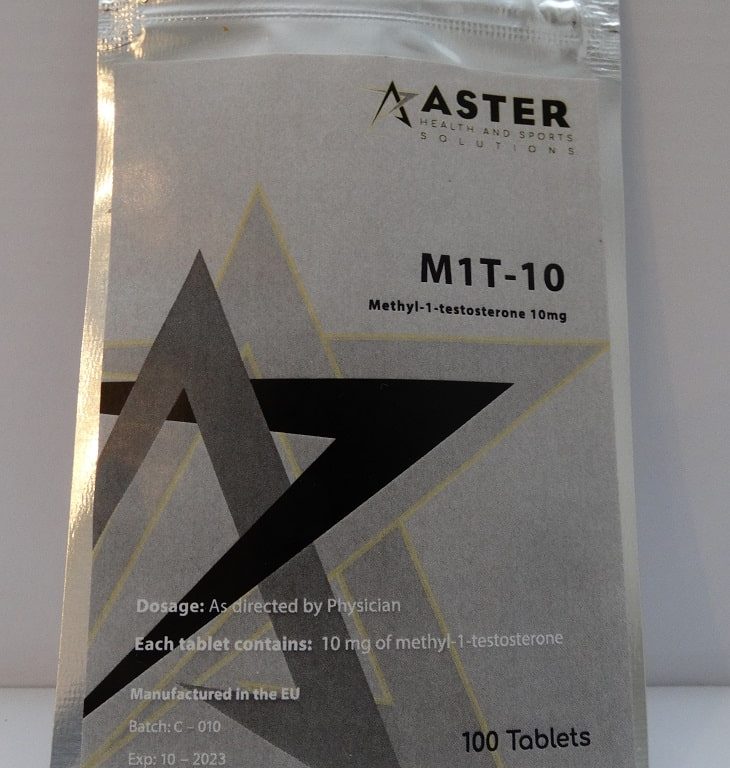 ASTER
HEALTH AND SPORTS
SOLUTIONS
M1T-10
Methyl-1-testosterone 10mg
Dosage: As directed by Physician
Each tablet contains: 10 mg of methyl-1-testosterone
Manufactured in the EU
Batch: C – 010
Exp: 10 – 2023
100 Tablets